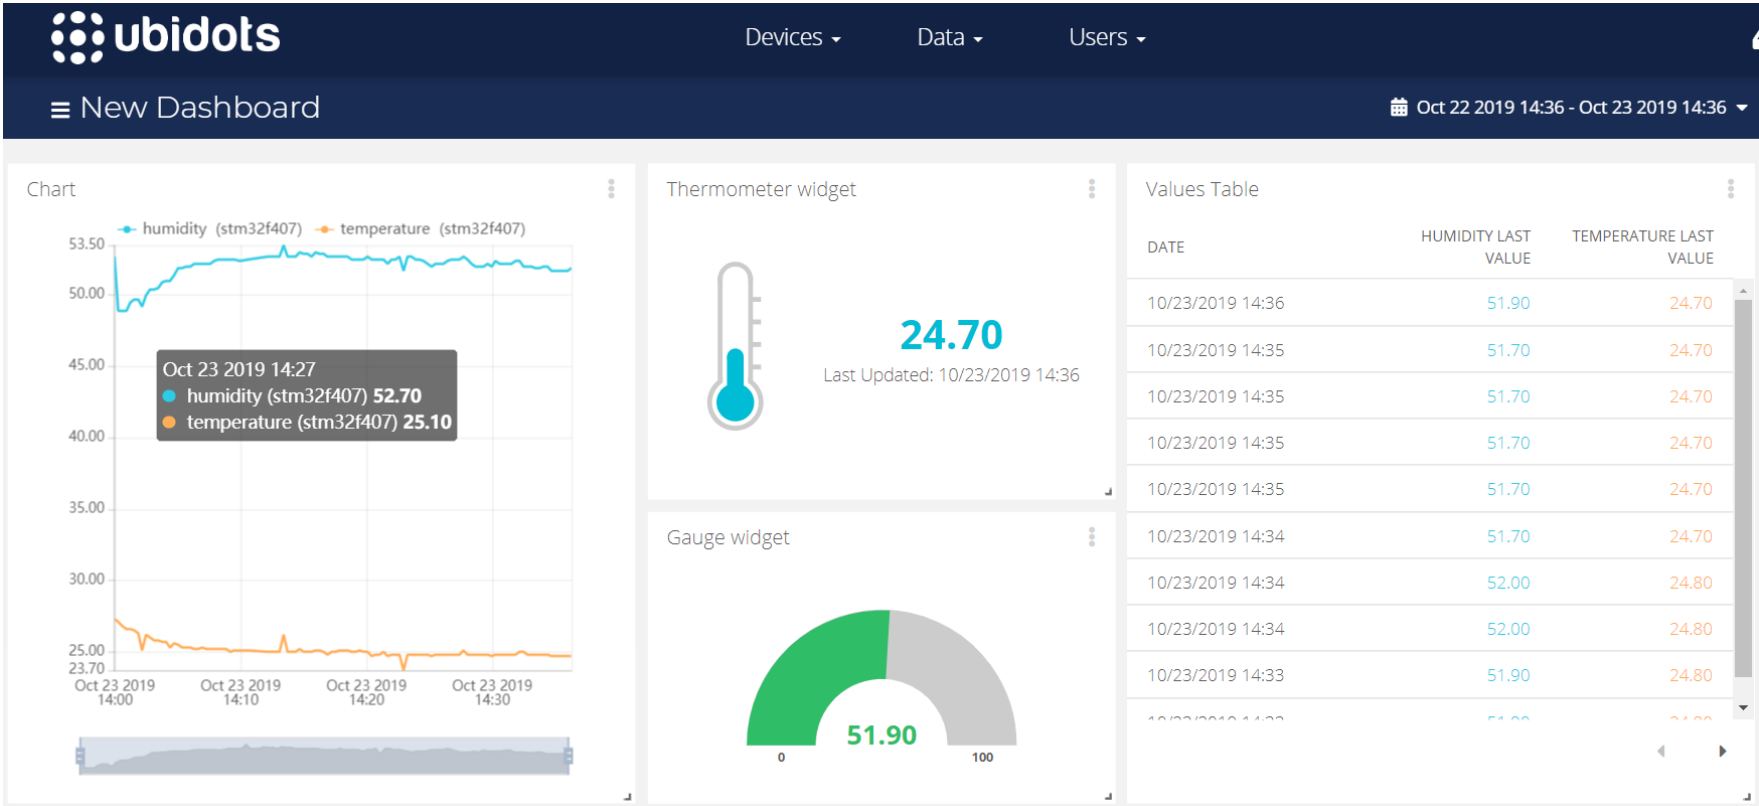 ubidots
Devices
Data
Users
New Dashboard
Oct 22 2019 14:36 - Oct 23 2019 14:36
Chart
humidity (stm32f407) temperature (stm32f407)
53.50
50.00
45.00
40.00
35.00
30.00
25.00
23.70
Oct 23 2019 14:27
humidity (stm32f407) 52.70
temperature (stm32f407) 25.10
Oct 23 2019 Oct 23 2019 Oct 23 2019 Oct 23 2019
14:00 14:10 14:20 14:30
Thermometer widget
24.70
Last Updated: 10/23/2019 14:36
Gauge widget
51.90
0 100
Values Table
DATE HUMIDITY LAST VALUE TEMPERATURE LAST VALUE
10/23/2019 14:36 51.90 24.70
10/23/2019 14:35 51.70 24.70
10/23/2019 14:35 51.70 24.70
10/23/2019 14:35 51.70 24.70
10/23/2019 14:35 51.70 24.70
10/23/2019 14:34 51.70 24.70
10/23/2019 14:34 52.00 24.80
10/23/2019 14:34 52.00 24.80
10/23/2019 14:33 51.90 24.80